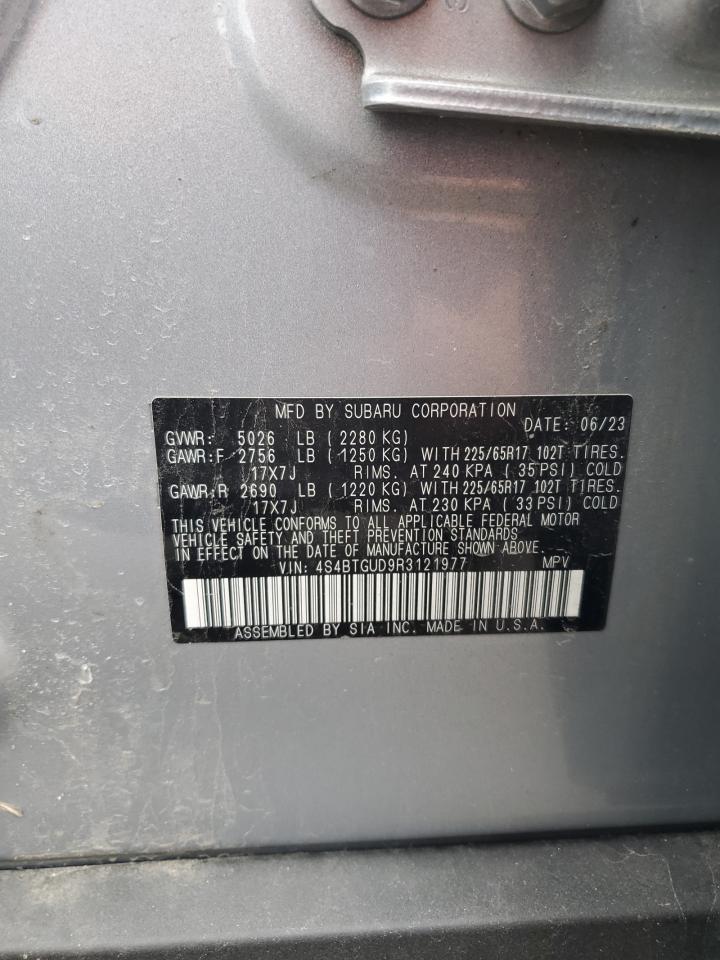 MFD BY SUBARU CORPORATION DATE: 06/23
GVWR: 5026 LB (2280 KG)
GAWR:F 2756 LB (1250 KG) WITH 225/65R17 102T TIRES.
17X7J RIMS. AT 240 KPA (35 PSI) COLD
GAWR:R 2690 LB (1220 KG) WITH 225/65R17 102T TIRES.
17X7J RIMS. AT 230 KPA (33 PSI) COLD
THIS VEHICLE CONFORMS TO ALL APPLICABLE FEDERAL MOTOR
VEHICLE SAFETY AND THEFT PREVENTION STANDARDS
IN EFFECT ON THE DATE OF MANUFACTURE SHOWN ABOVE.
VIN: 4S4BTGUD9R3121977 MPV
ASSEMBLED BY SIA INC. MADE IN U.S.A.